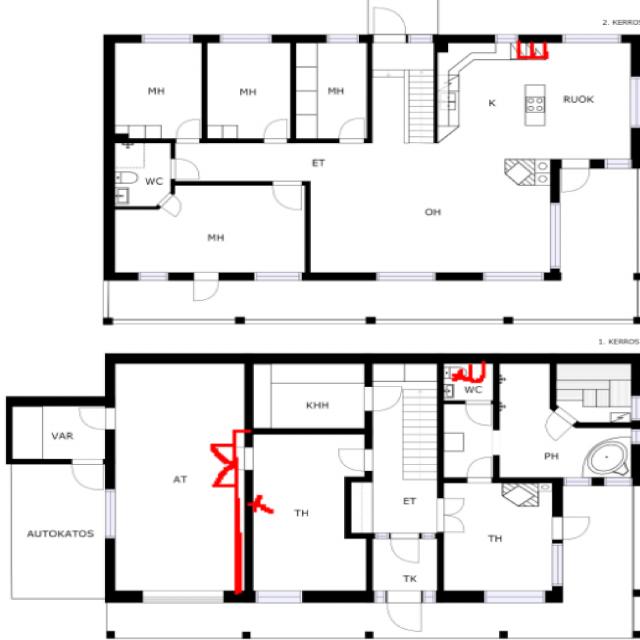 2. KERROS
MH
MH
MH
K
RUOK
ET
WC
OH
MH
1. KERROS
WC
KHH
VAR
PH
AT
ET
TH
AUTOKATOS
TH
TK